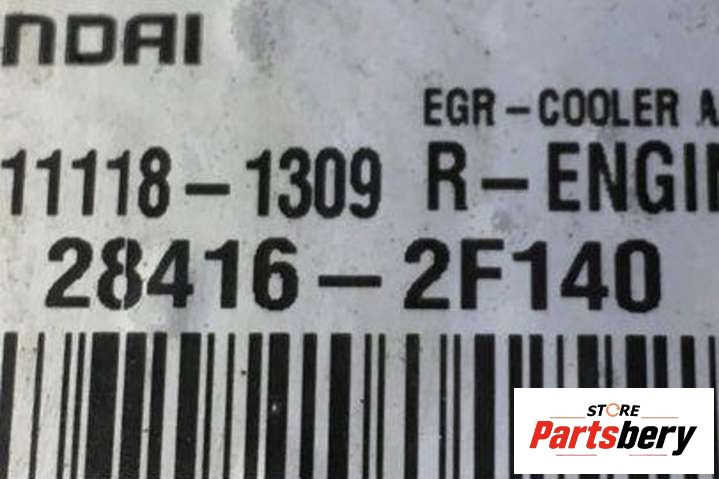 NDAI
EGR-COOLER A
11118-1309 R-ENGI
28416-2F140
STORE
Partsbery